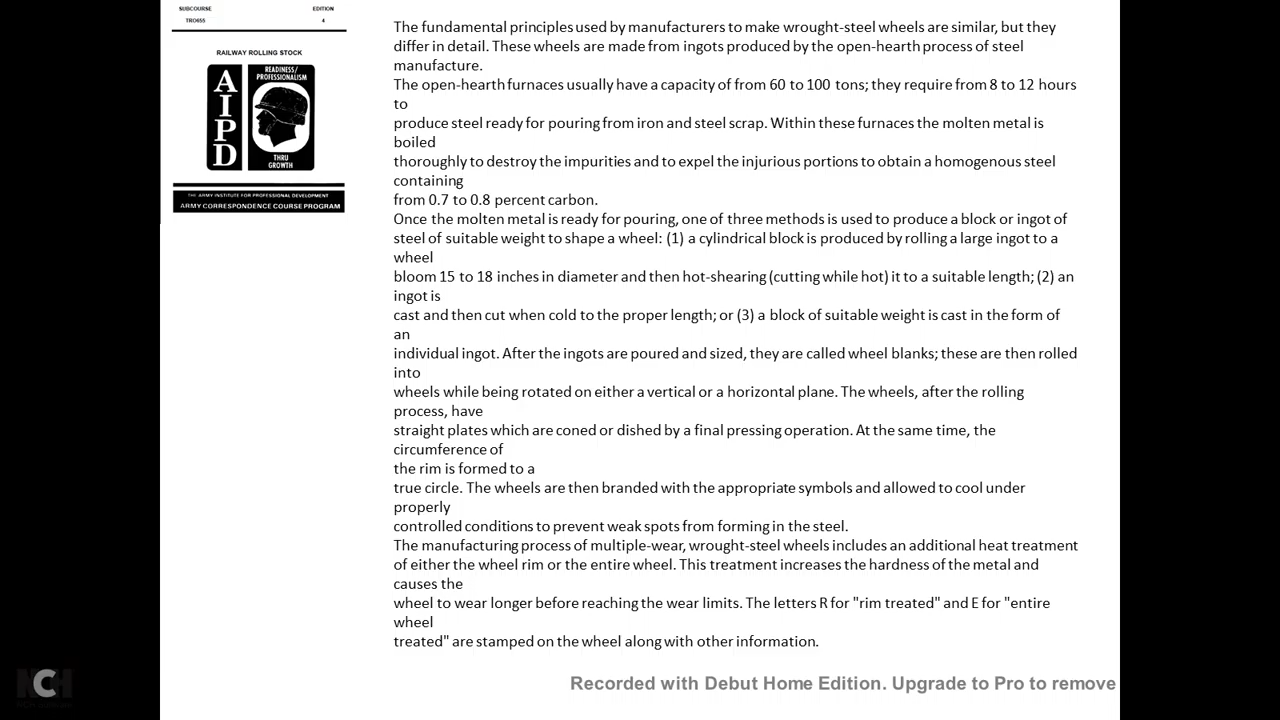 SUBCOURSE EDITION
TRO655 4
RAILWAY ROLLING STOCK
AIPD
READINESS/
PROFESSIONALISM
THRU
GROWTH
THE ARMY INSTITUTE FOR PROFESSIONAL DEVELOPMENT
ARMY CORRESPONDENCE COURSE PROGRAM
The fundamental principles used by manufacturers to make wrought-steel wheels are similar, but they
differ in detail. These wheels are made from ingots produced by the open-hearth process of steel
manufacture.
The open-hearth furnaces usually have a capacity of from 60 to 100 tons; they require from 8 to 12 hours
to
produce steel ready for pouring from iron and steel scrap. Within these furnaces the molten metal is
boiled
thoroughly to destroy the impurities and to expel the injurious portions to obtain a homogenous steel
containing
from 0.7 to 0.8 percent carbon.
Once the molten metal is ready for pouring, one of three methods is used to produce a block or ingot of
steel of suitable weight to shape a wheel: (1) a cylindrical block is produced by rolling a large ingot to a
wheel
bloom 15 to 18 inches in diameter and then hot-shearing (cutting while hot) it to a suitable length; (2) an
ingot is
cast and then cut when cold to the proper length; or (3) a block of suitable weight is cast in the form of
an
individual ingot. After the ingots are poured and sized, they are called wheel blanks; these are then rolled
into
wheels while being rotated on either a vertical or a horizontal plane. The wheels, after the rolling
process, have
straight plates which are coned or dished by a final pressing operation. At the same time, the
circumference of
the rim is formed to a
true circle. The wheels are then branded with the appropriate symbols and allowed to cool under
properly
controlled conditions to prevent weak spots from forming in the steel.
The manufacturing process of multiple-wear, wrought-steel wheels includes an additional heat treatment
of either the wheel rim or the entire wheel. This treatment increases the hardness of the metal and
causes the
wheel to wear longer before reaching the wear limits. The letters R for "rim treated" and E for "entire
wheel
treated" are stamped on the wheel along with other information.
NCH
Recorded with Debut Home Edition. Upgrade to Pro to remove